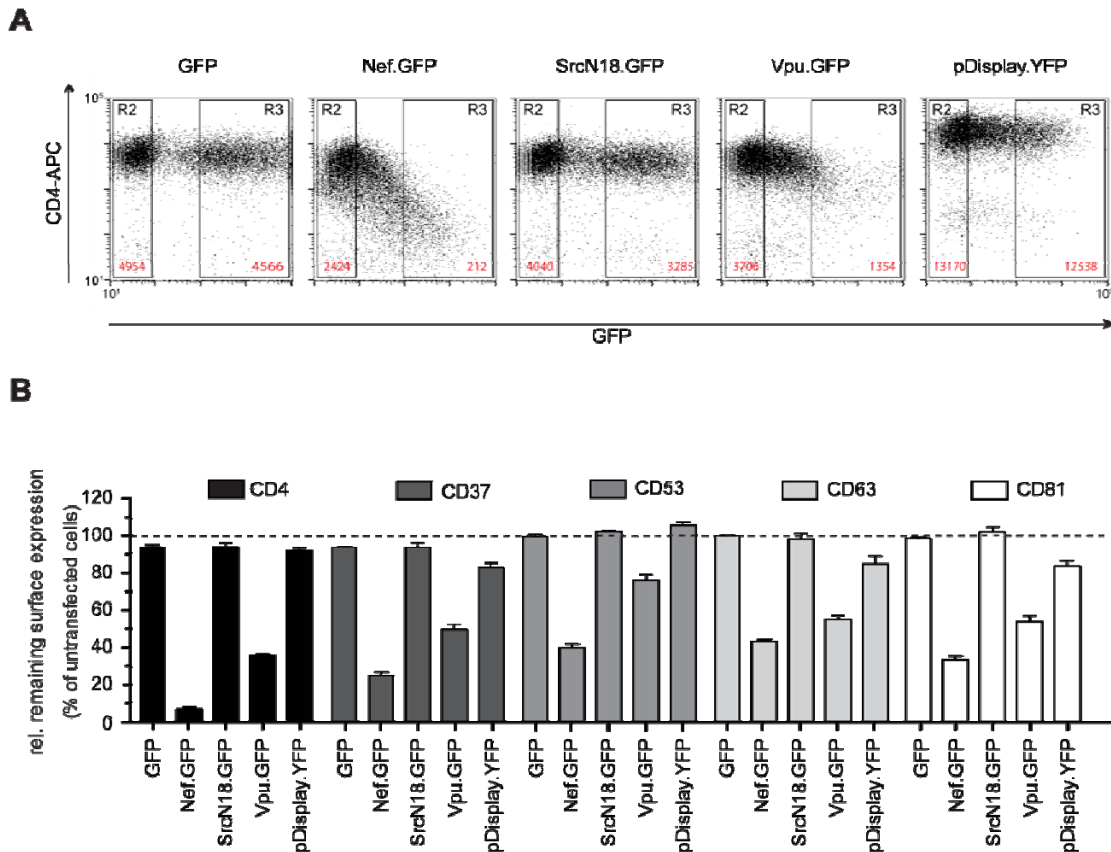 A
GFP Nef.GFP SrcN18.GFP Vpu.GFP pDisplay.YFP
10⁵
R2 R3 R2 R3 R2 R3 R2 R3 R2 R3
CD4-APC
4954 4566 2424 212 4040 3285 1354 13170 12538
10¹
10¹
GFP
B
CD4 CD37 CD53 CD63 CD81
rel. remaining surface expression
(% of untransfected cells)
120
100
80
60
40
20
0
GFP Nef.GFP SrcN18.GFP Vpu.GFP pDisplay.YFP GFP Nef.GFP SrcN18.GFP Vpu.GFP pDisplay.YFP GFP Nef.GFP SrcN18.GFP Vpu.GFP pDisplay.YFP GFP Nef.GFP SrcN18.GFP Vpu.GFP pDisplay.YFP GFP Nef.GFP SrcN18.GFP Vpu.GFP pDisplay.YFP